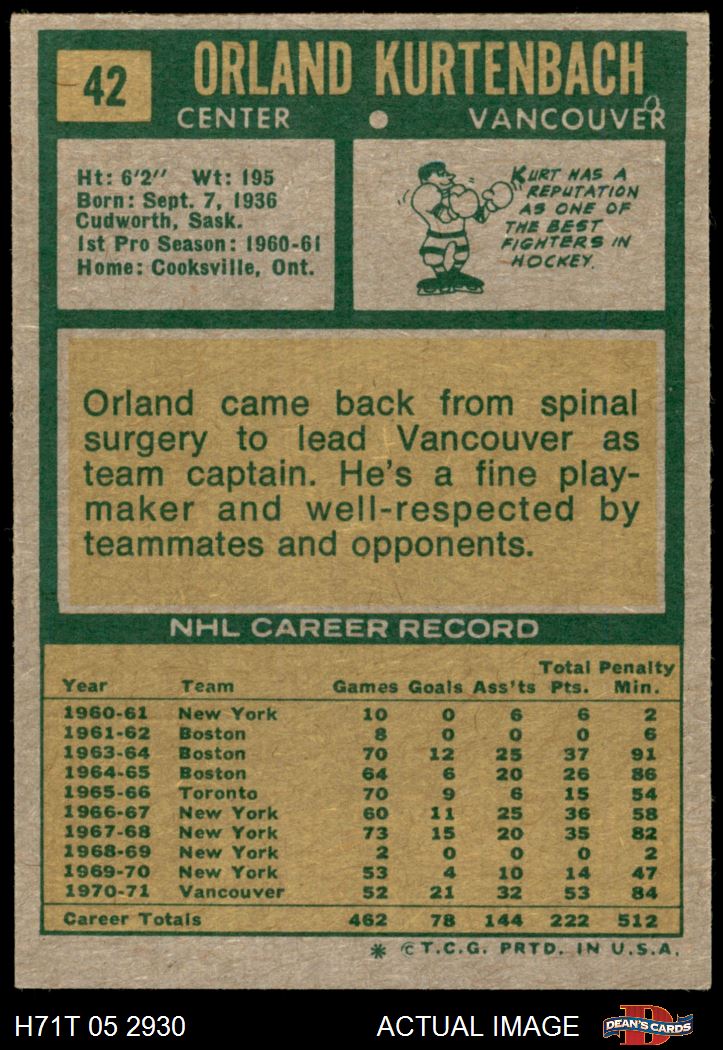 42
ORLAND KURTENBACH
CENTER • VANCOUVER
Ht: 6'2" Wt: 195
Born: Sept. 7, 1936
Cudworth, Sask.
1st Pro Season: 1960-61
Home: Cooksville, Ont.
KURT HAS A
REPUTATION
AS ONE OF
THE BEST
FIGHTERS IN
HOCKEY.
Orland came back from spinal
surgery to lead Vancouver as
team captain. He's a fine play-
maker and well-respected by
teammates and opponents.
NHL CAREER RECORD
Total Penalty
Year Team Games Goals Ass'ts Pts. Min.
1960-61 New York 10 0 6 6 2
1961-62 Boston 8 0 0 0 6
1963-64 Boston 70 12 25 37 91
1964-65 Boston 64 6 20 26 86
1965-66 Toronto 70 9 6 15 54
1966-67 New York 60 11 25 36 58
1967-68 New York 73 15 20 35 82
1968-69 New York 2 0 0 0 2
1969-70 New York 53 4 10 14 47
1970-71 Vancouver 52 21 32 53 84
Career Totals 462 78 144 222 512
* © T.C.G. PRTD. IN U.S.A.
H71T 05 2930 ACTUAL IMAGE D DEAN'S CARDS